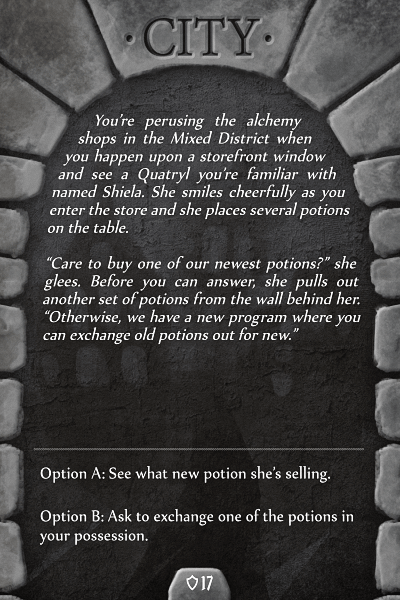 ·CITY·
You're perusing the alchemy
shops in the Mixed District when
you happen upon a storefront window
and see a Quatryl you're familiar with
named Shiela. She smiles cheerfully as you
enter the store and she places several potions
on the table.
“Care to buy one of our newest potions?” she
glees. Before you can answer, she pulls out
another set of potions from the wall behind her.
“Otherwise, we have a new program where you
can exchange old potions out for new.”
Option A: See what new potion she's selling.
Option B: Ask to exchange one of the potions in
your possession.
17